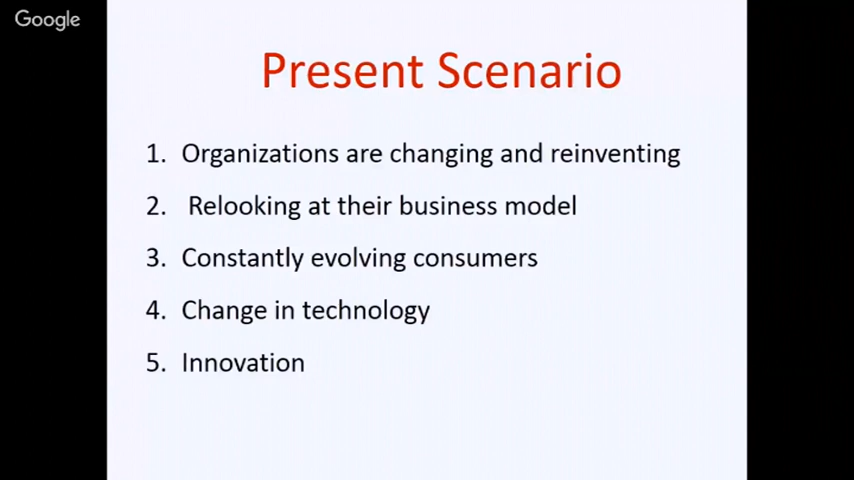 Google
Present Scenario
1. Organizations are changing and reinventing
2. Relooking at their business model
3. Constantly evolving consumers
4. Change in technology
5. Innovation